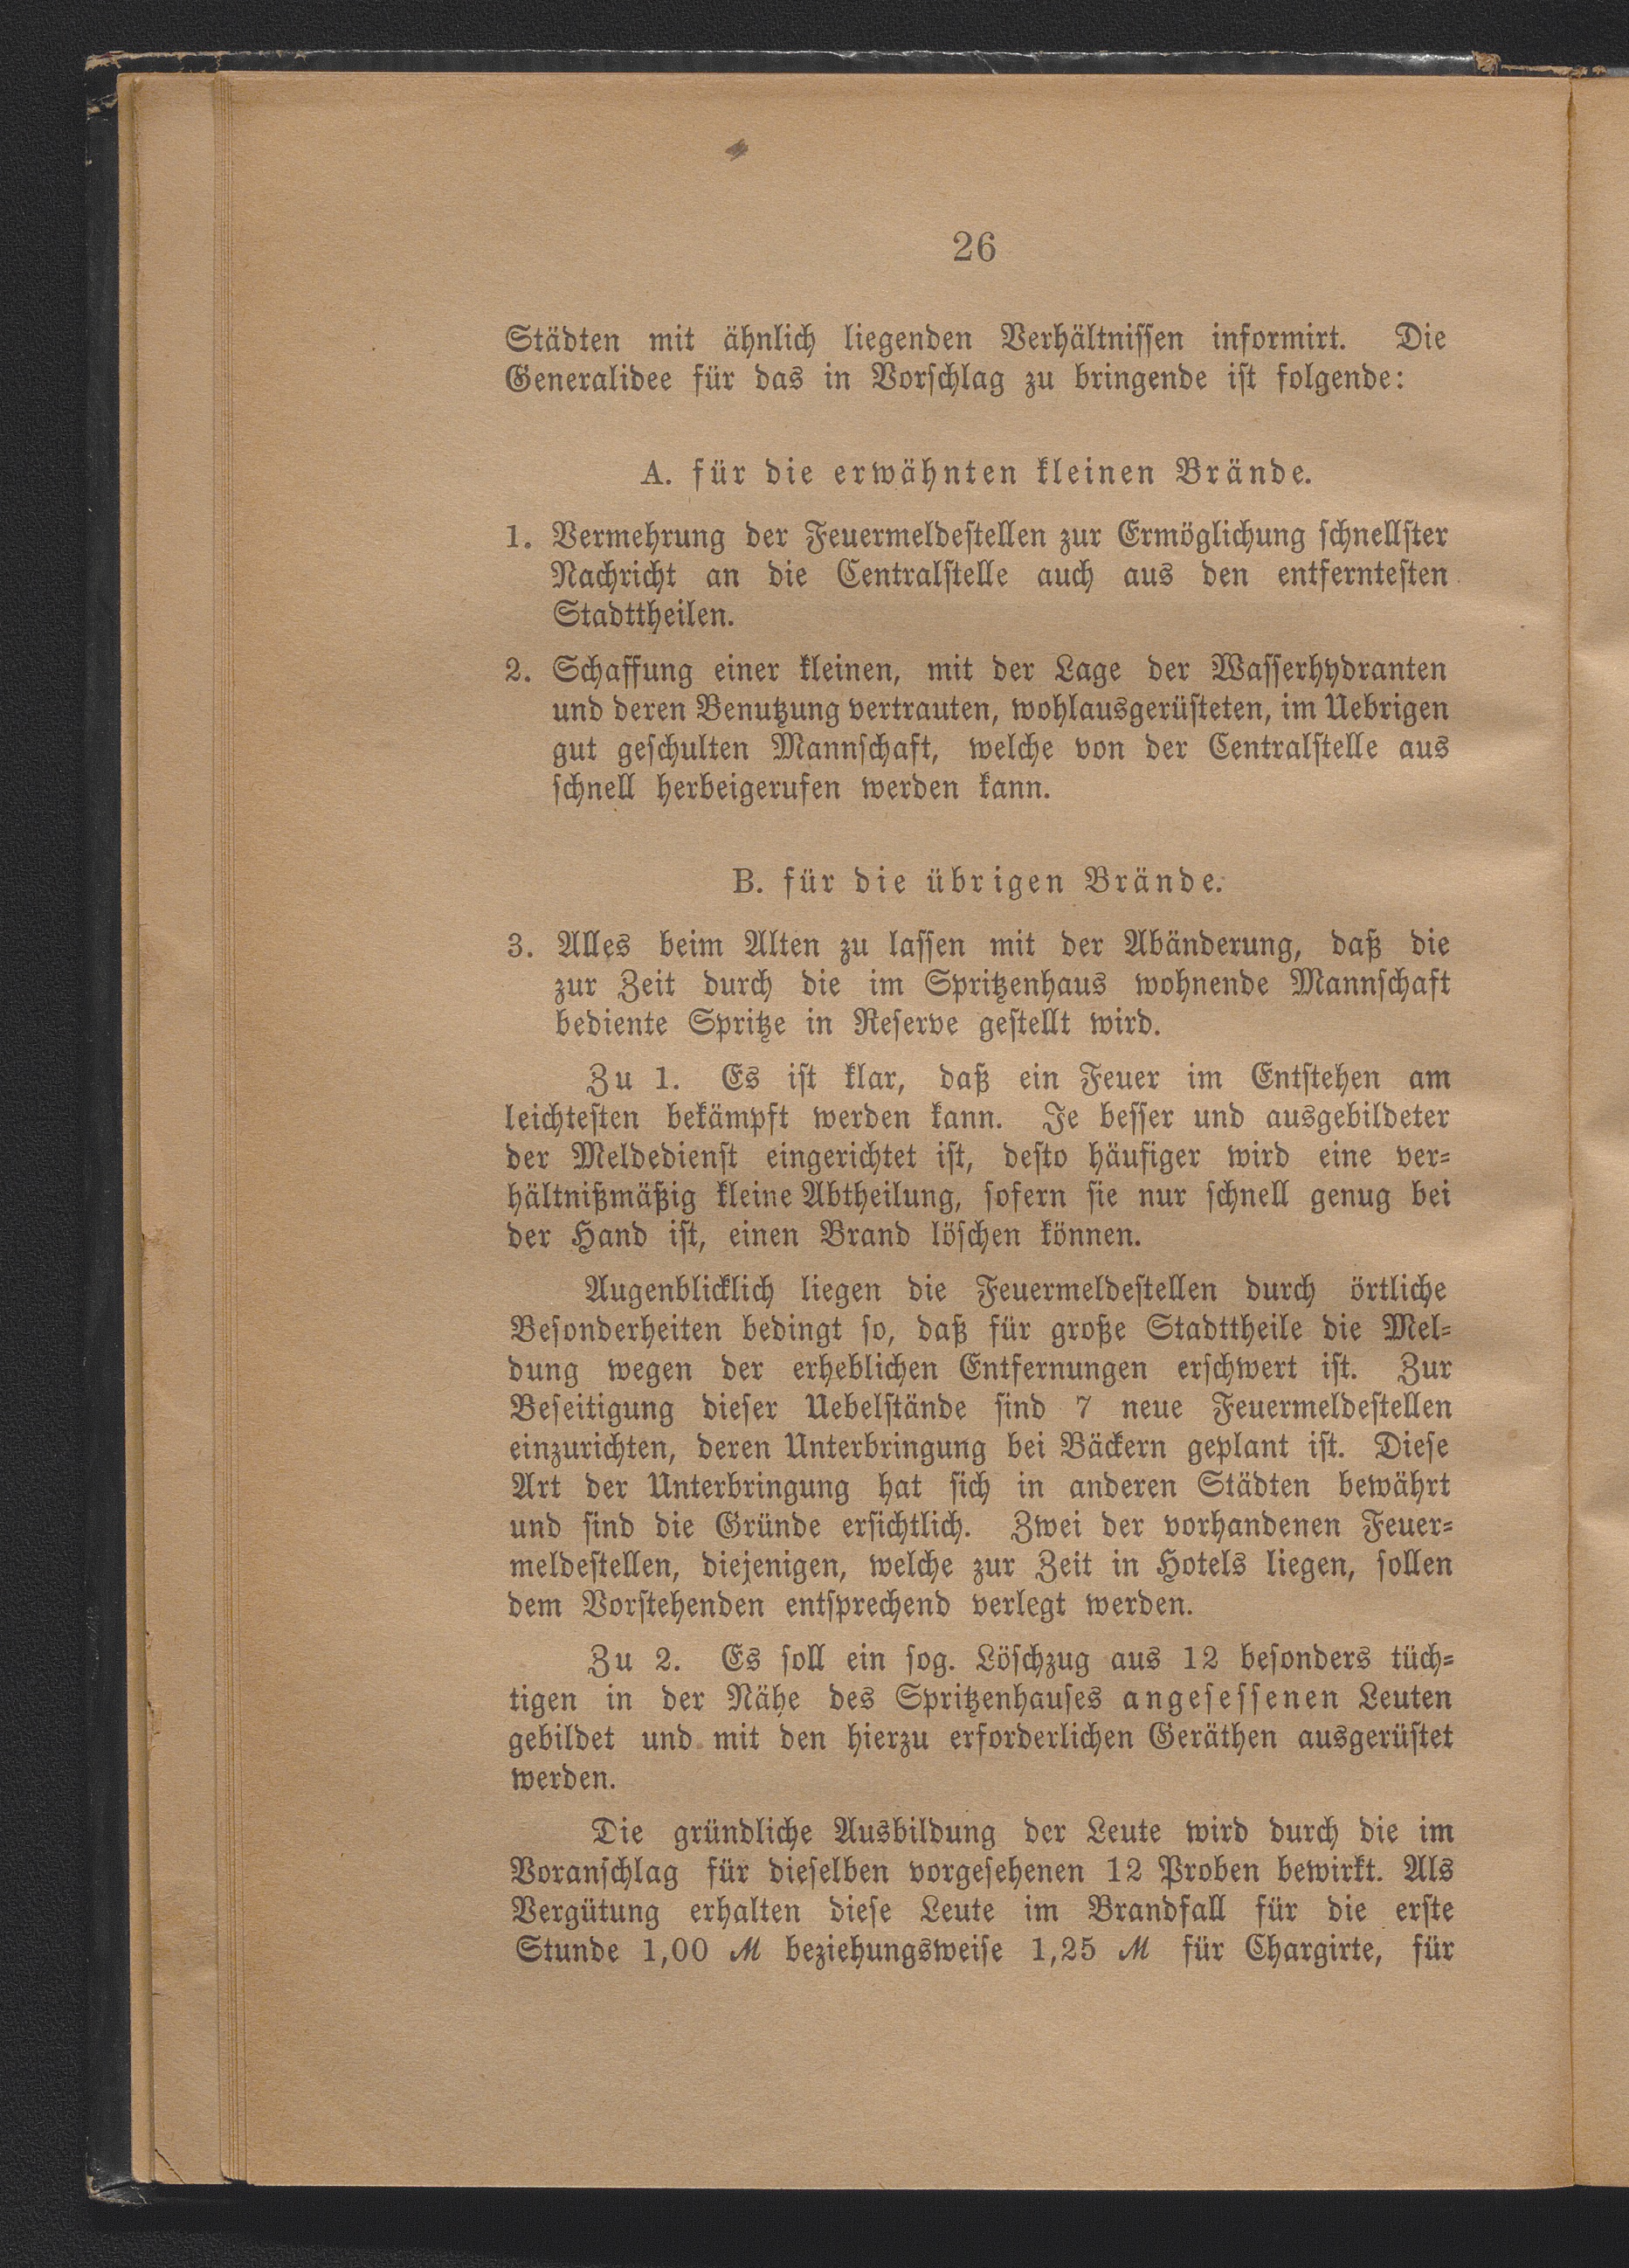 26
Städten mit ähnlich liegenden Verhältnissen informirt. Die
Generalidee für das in Vorschlag zu bringende ist folgende:
A. für die erwähnten kleinen Brände.
1. Vermehrung der Feuermeldestellen zur Ermöglichung schnellster
Nachricht an die Centralstelle auch aus den entferntesten
Stadttheilen.
2. Schaffung einer kleinen, mit der Lage der Wasserhydranten
und deren Benutzung vertrauten, wohlausgerüsteten, im Uebrigen
gut geschulten Mannschaft, welche von der Centralstelle aus
schnell herbeigerufen werden kann.
B. für die übrigen Brände.
3. Alles beim Alten zu lassen mit der Abänderung, daß die
zur Zeit durch die im Spritzenhaus wohnende Mannschaft
bediente Spritze in Reserve gestellt wird.
Zu 1. Es ist klar, daß ein Feuer im Entstehen am
leichtesten bekämpft werden kann. Je besser und ausgebildeter
der Meldedienst eingerichtet ist, desto häufiger wird eine ver-
hältnißmäßig kleine Abtheilung, sofern sie nur schnell genug bei
der Hand ist, einen Brand löschen können.
Augenblicklich liegen die Feuermeldestellen durch örtliche
Besonderheiten bedingt so, daß für große Stadttheile die Mel-
dung wegen der erheblichen Entfernungen erschwert ist. Zur
Beseitigung dieser Uebelstände sind 7 neue Feuermeldestellen
einzurichten, deren Unterbringung bei Bäckern geplant ist. Diese
Art der Unterbringung hat sich in anderen Städten bewährt
und sind die Gründe ersichtlich. Zwei der vorhandenen Feuer-
meldestellen, diejenigen, welche zur Zeit in Hotels liegen, sollen
dem Vorstehenden entsprechend verlegt werden.
Zu 2. Es soll ein sog. Löschzug aus 12 besonders tüch-
tigen in der Nähe des Spritzenhauses angesessenen Leuten
gebildet und mit den hierzu erforderlichen Geräthen ausgerüstet
werden.
Die gründliche Ausbildung der Leute wird durch die im
Voranschlag für dieselben vorgesehenen 12 Proben bewirkt. Als
Vergütung erhalten diese Leute im Brandfall für die erste
Stunde 1,00 M beziehungsweise 1,25 M für Chargirte, für